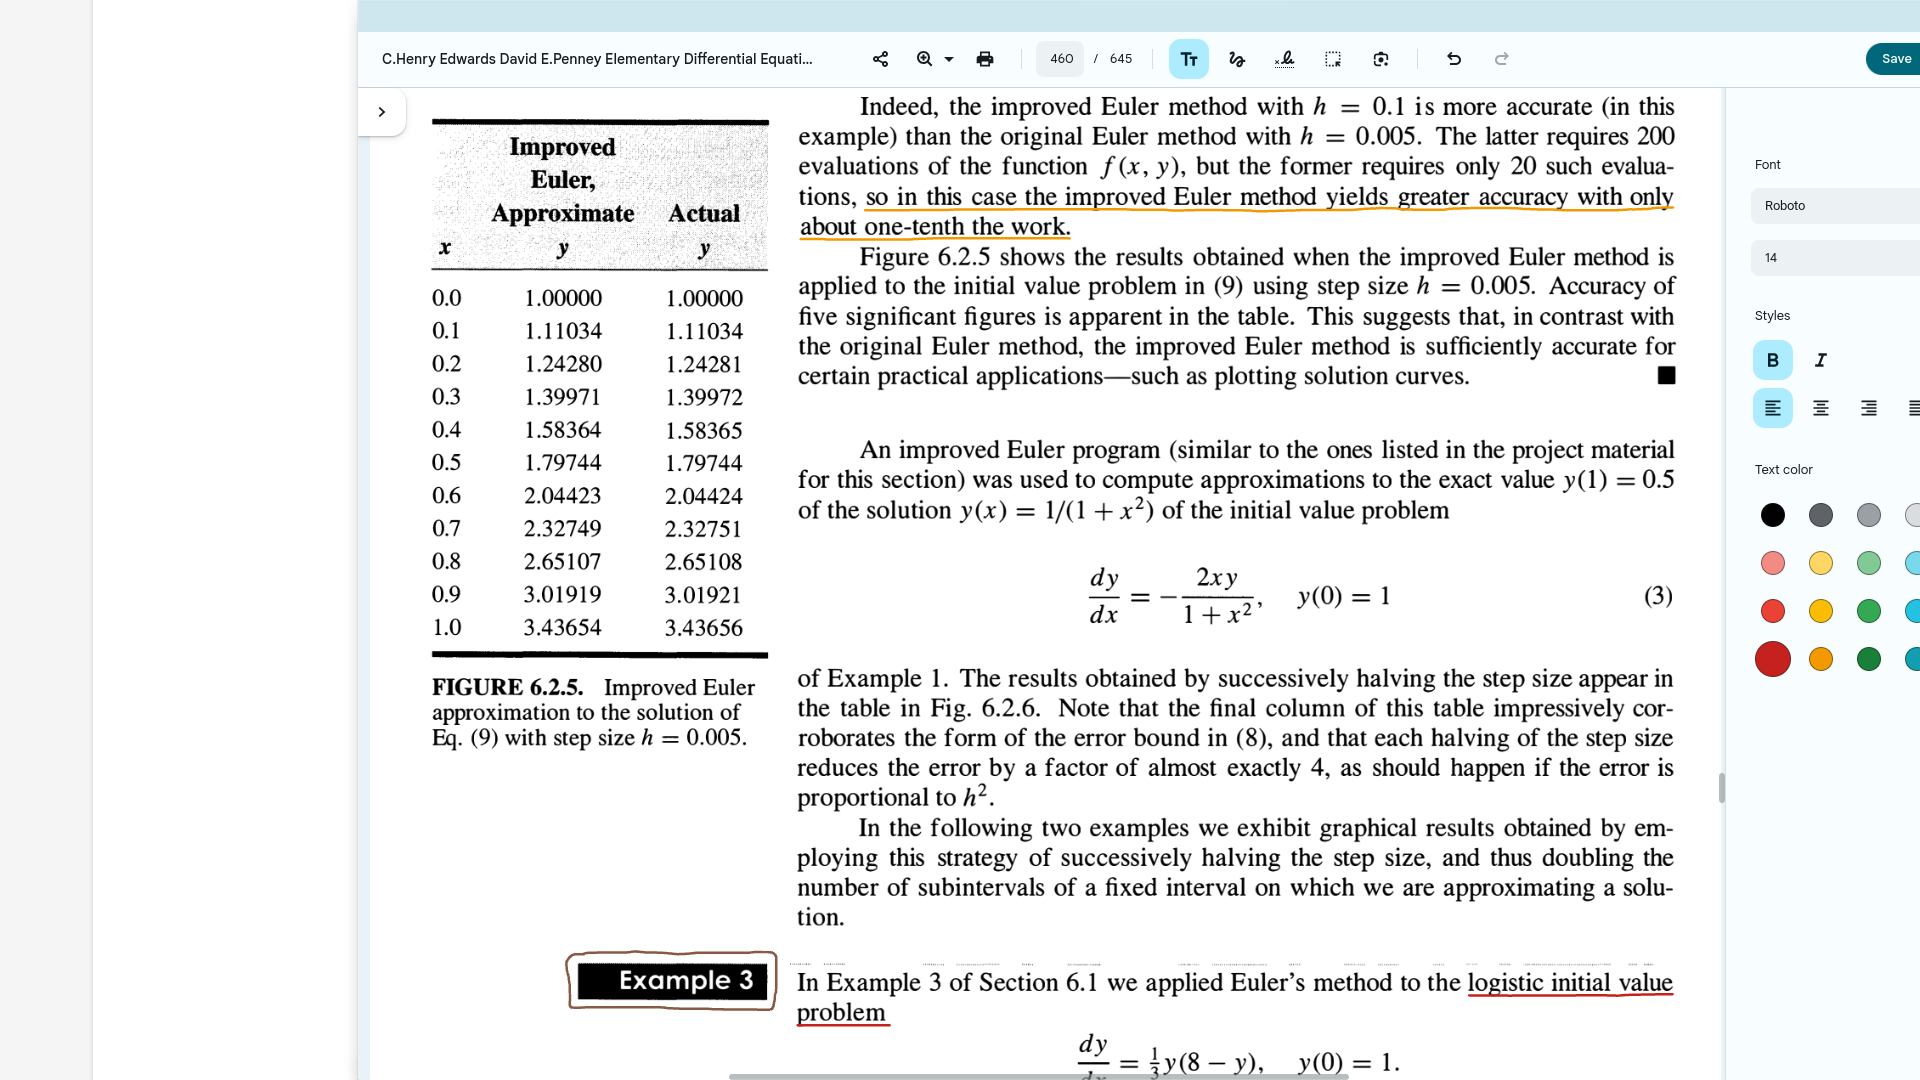 C.Henry Edwards David E.Penney Elementary Differential Equati...
460 / 645
Save
Improved
Euler,
Approximate Actual
x y y
0.0 1.00000 1.00000
0.1 1.11034 1.11034
0.2 1.24280 1.24281
0.3 1.39971 1.39972
0.4 1.58364 1.58365
0.5 1.79744 1.79744
0.6 2.04423 2.04424
0.7 2.32749 2.32751
0.8 2.65107 2.65108
0.9 3.01919 3.01921
1.0 3.43654 3.43656
FIGURE 6.2.5. Improved Euler
approximation to the solution of
Eq. (9) with step size h = 0.005.
Indeed, the improved Euler method with h = 0.1 is more accurate (in this
example) than the original Euler method with h = 0.005. The latter requires 200
evaluations of the function f(x, y), but the former requires only 20 such evalua-
tions, so in this case the improved Euler method yields greater accuracy with only
about one-tenth the work.
Figure 6.2.5 shows the results obtained when the improved Euler method is
applied to the initial value problem in (9) using step size h = 0.005. Accuracy of
five significant figures is apparent in the table. This suggests that, in contrast with
the original Euler method, the improved Euler method is sufficiently accurate for
certain practical applications—such as plotting solution curves. ■
An improved Euler program (similar to the ones listed in the project material
for this section) was used to compute approximations to the exact value y(1) = 0.5
of the solution y(x) = 1/(1 + x²) of the initial value problem
dy/dx = − 2xy/(1 + x²), y(0) = 1 (3)
of Example 1. The results obtained by successively halving the step size appear in
the table in Fig. 6.2.6. Note that the final column of this table impressively cor-
roborates the form of the error bound in (8), and that each halving of the step size
reduces the error by a factor of almost exactly 4, as should happen if the error is
proportional to h².
In the following two examples we exhibit graphical results obtained by em-
ploying this strategy of successively halving the step size, and thus doubling the
number of subintervals of a fixed interval on which we are approximating a solu-
tion.
Example 3
In Example 3 of Section 6.1 we applied Euler's method to the logistic initial value
problem
dy/dx = ⅓y(8 − y), y(0) = 1.
Font
Roboto
14
Styles
B I
Text color